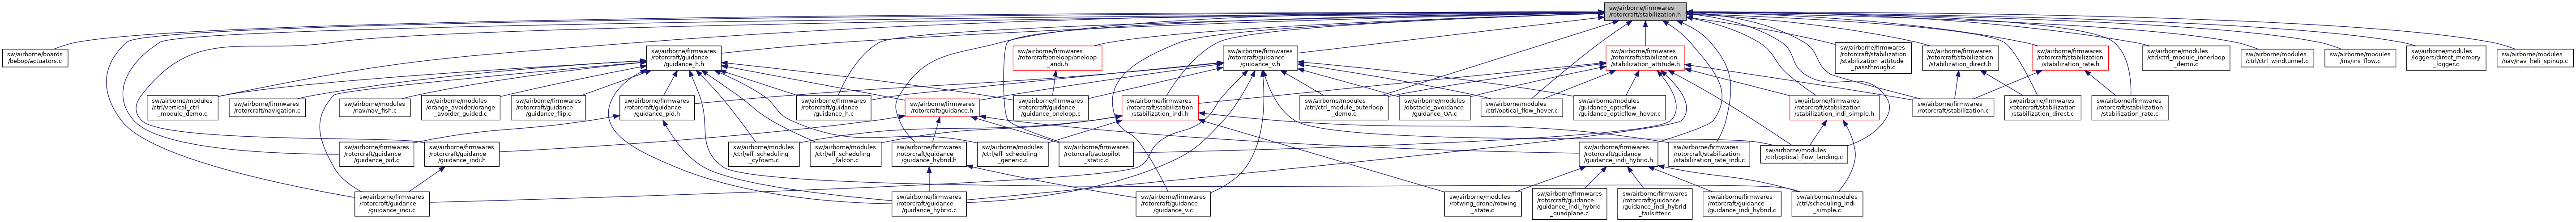 sw/airborne/firmwares
/rotorcraft/stabilization.h
sw/airborne/boards
/bebop/actuators.c
sw/airborne/firmwares
/rotorcraft/guidance
/guidance_h.h
sw/airborne/firmwares
/rotorcraft/oneloop/oneloop
_andi.h
sw/airborne/firmwares
/rotorcraft/guidance
/guidance_v.h
sw/airborne/firmwares
/rotorcraft/stabilization
/stabilization_attitude.h
sw/airborne/firmwares
/rotorcraft/stabilization
/stabilization_attitude
_passthrough.c
sw/airborne/firmwares
/rotorcraft/stabilization
/stabilization_direct.h
sw/airborne/firmwares
/rotorcraft/stabilization
/stabilization_rate.h
sw/airborne/modules
/ctrl/ctrl_module_innerloop
_demo.c
sw/airborne/modules
/ctrl/ctrl_windtunnel.c
sw/airborne/modules
/ins/ins_flow.c
sw/airborne/modules
/loggers/direct_memory
_logger.c
sw/airborne/modules
/nav/nav_heli_spinup.c
sw/airborne/modules
/ctrl/vertical_ctrl
_module_demo.c
sw/airborne/firmwares
/rotorcraft/navigation.c
sw/airborne/modules
/nav/nav_fish.c
sw/airborne/modules
/orange_avoider/orange
_avoider_guided.c
sw/airborne/firmwares
/rotorcraft/guidance
/guidance_flip.c
sw/airborne/firmwares
/rotorcraft/guidance
/guidance_pid.h
sw/airborne/firmwares
/rotorcraft/guidance
/guidance_h.c
sw/airborne/firmwares
/rotorcraft/guidance.h
sw/airborne/firmwares
/rotorcraft/guidance
/guidance_oneloop.c
sw/airborne/firmwares
/rotorcraft/stabilization
/stabilization_indi.h
sw/airborne/modules
/ctrl/ctrl_module_outerloop
_demo.c
sw/airborne/modules
/obstacle_avoidance
/guidance_OA.c
sw/airborne/modules
/ctrl/optical_flow_hover.c
sw/airborne/modules
/guidance_opticflow
/guidance_opticflow_hover.c
sw/airborne/firmwares
/rotorcraft/stabilization
/stabilization_indi_simple.h
sw/airborne/firmwares
/rotorcraft/stabilization.c
sw/airborne/firmwares
/rotorcraft/stabilization
/stabilization_direct.c
sw/airborne/firmwares
/rotorcraft/stabilization
/stabilization_rate.c
sw/airborne/firmwares
/rotorcraft/guidance
/guidance_pid.c
sw/airborne/firmwares
/rotorcraft/guidance
/guidance_indi.h
sw/airborne/modules
/ctrl/eff_scheduling
_cyfoam.c
sw/airborne/modules
/ctrl/eff_scheduling
_falcon.c
sw/airborne/firmwares
/rotorcraft/guidance
/guidance_hybrid.h
sw/airborne/modules
/ctrl/eff_scheduling
_generic.c
sw/airborne/firmwares
/rotorcraft/autopilot
_static.c
sw/airborne/firmwares
/rotorcraft/guidance
/guidance_indi_hybrid.h
sw/airborne/firmwares
/rotorcraft/stabilization
/stabilization_rate_indi.c
sw/airborne/modules
/ctrl/optical_flow_landing.c
sw/airborne/firmwares
/rotorcraft/guidance
/guidance_indi.c
sw/airborne/firmwares
/rotorcraft/guidance
/guidance_hybrid.c
sw/airborne/firmwares
/rotorcraft/guidance
/guidance_v.c
sw/airborne/modules
/rotwing_drone/rotwing
_state.c
sw/airborne/firmwares
/rotorcraft/guidance
/guidance_indi_hybrid
_quadplane.c
sw/airborne/firmwares
/rotorcraft/guidance
/guidance_indi_hybrid
_tailsitter.c
sw/airborne/firmwares
/rotorcraft/guidance
/guidance_indi_hybrid.c
sw/airborne/modules
/ctrl/scheduling_indi
_simple.c